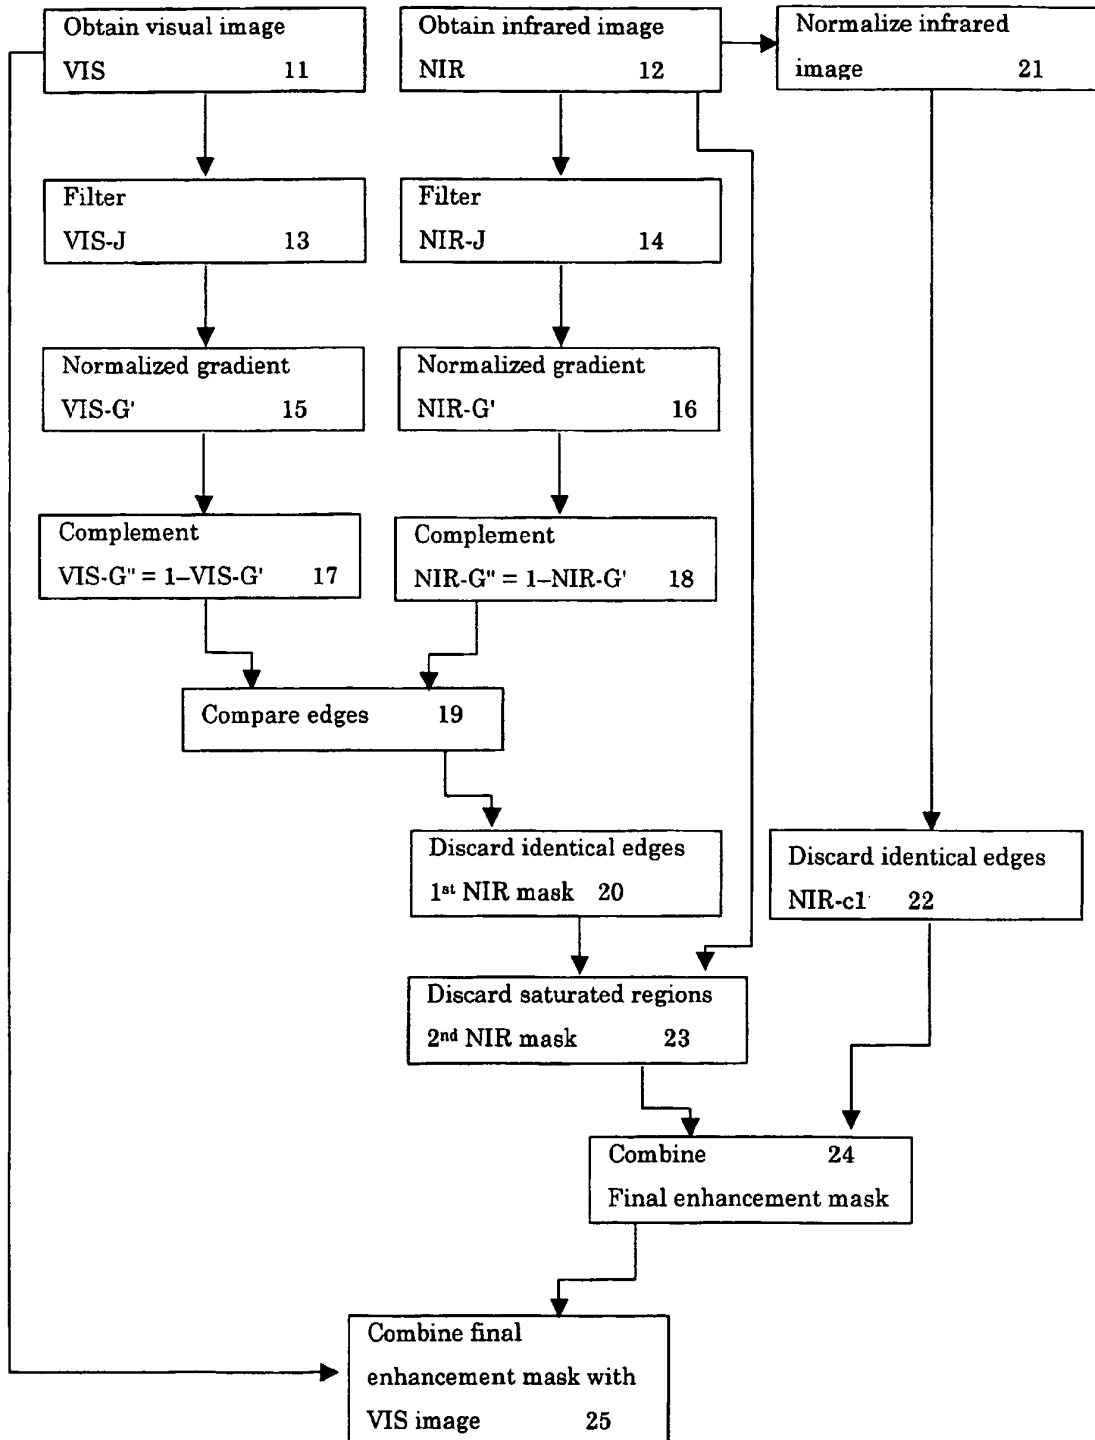 Obtain visual image
VIS 11
Obtain infrared image
NIR 12
Normalize infrared
image 21
Filter
VIS-J 13
Filter
NIR-J 14
Normalized gradient
VIS-G' 15
Normalized gradient
NIR-G' 16
Complement
VIS-G" = 1–VIS-G' 17
Complement
NIR-G" = 1–NIR-G' 18
Compare edges 19
Discard identical edges
1st NIR mask 20
Discard identical edges
NIR-c1 22
Discard saturated regions
2nd NIR mask 23
Combine 24
Final enhancement mask
Combine final
enhancement mask with
VIS image 25